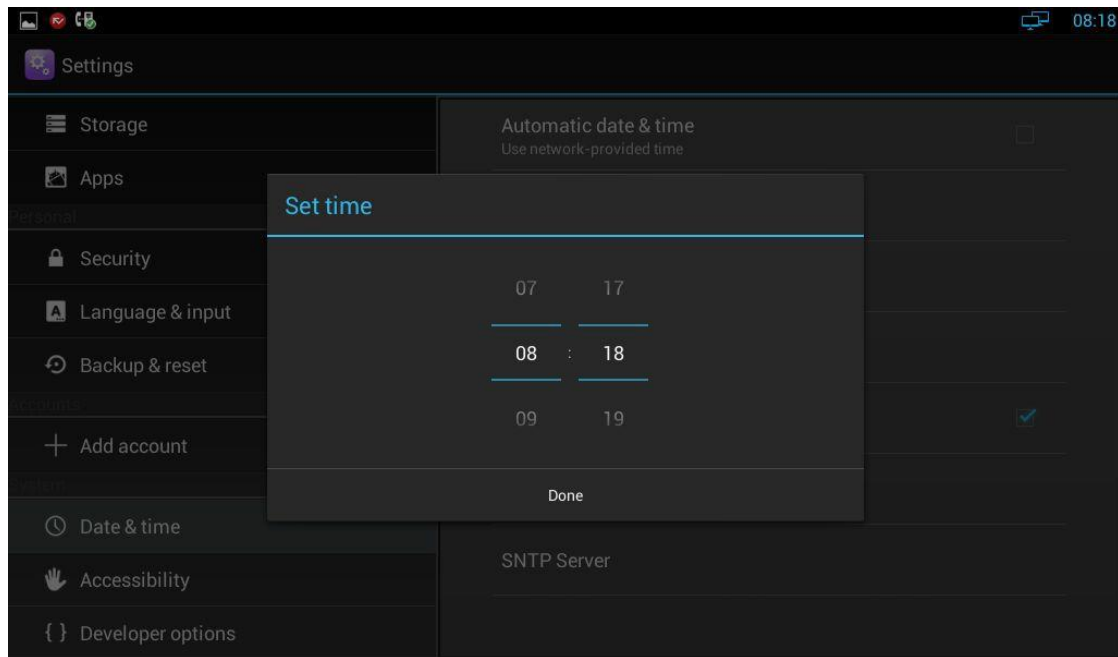 08:18
Settings
Storage
Apps
Personal
Security
Language & input
Backup & reset
Accounts
Add account
System
Date & time
Accessibility
{ } Developer options
Automatic date & time
Use network-provided time
SNTP Server
Set time
07 17
08 : 18
09 19
Done